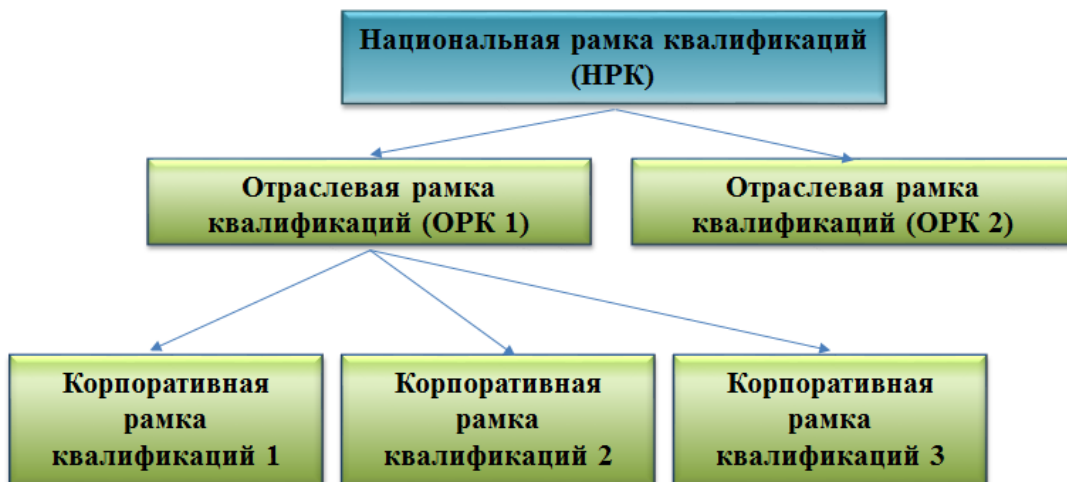 Национальная рамка квалификаций
(НРК)
Отраслевая рамка
квалификаций (ОРК 1)
Отраслевая рамка
квалификаций (ОРК 2)
Корпоративная
рамка
квалификаций 1
Корпоративная
рамка
квалификаций 2
Корпоративная
рамка
квалификаций 3